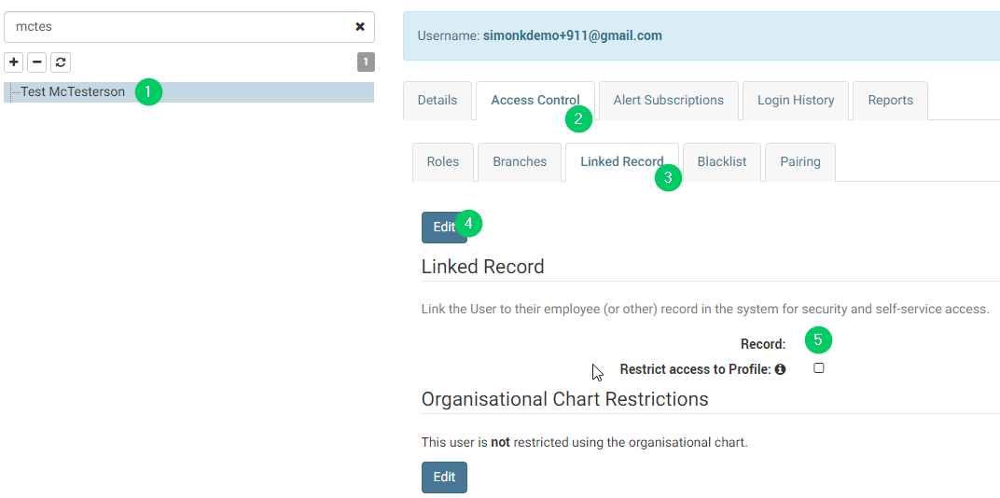 mctes
1
Test McTesterson 1
Username: simonkdemo+911@gmail.com
Details Access Control Alert Subscriptions Login History Reports
2
Roles Branches Linked Record Blacklist Pairing
3
Edit 4
Linked Record
Link the User to their employee (or other) record in the system for security and self-service access.
Record: 5
Restrict access to Profile:
Organisational Chart Restrictions
This user is not restricted using the organisational chart.
Edit